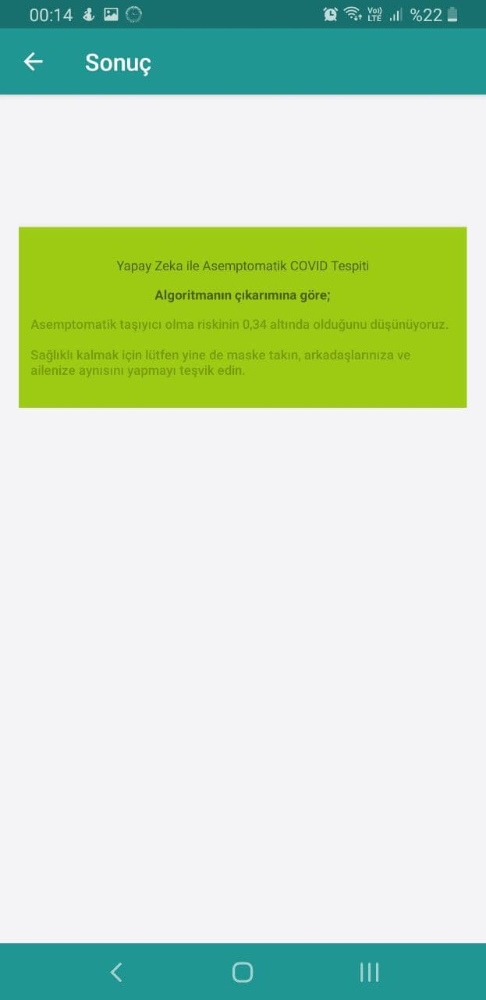 00:14
Vo)) LTE
%22
Sonuç
Yapay Zeka ile Asemptomatik COVID Tespiti
Algoritmanın çıkarımına göre;
Asemptomatik taşıyıcı olma riskinin 0,34 altında olduğunu düşünüyoruz.
Sağlıklı kalmak için lütfen yine de maske takın, arkadaşlarınıza ve
ailenize aynısını yapmayı teşvik edin.